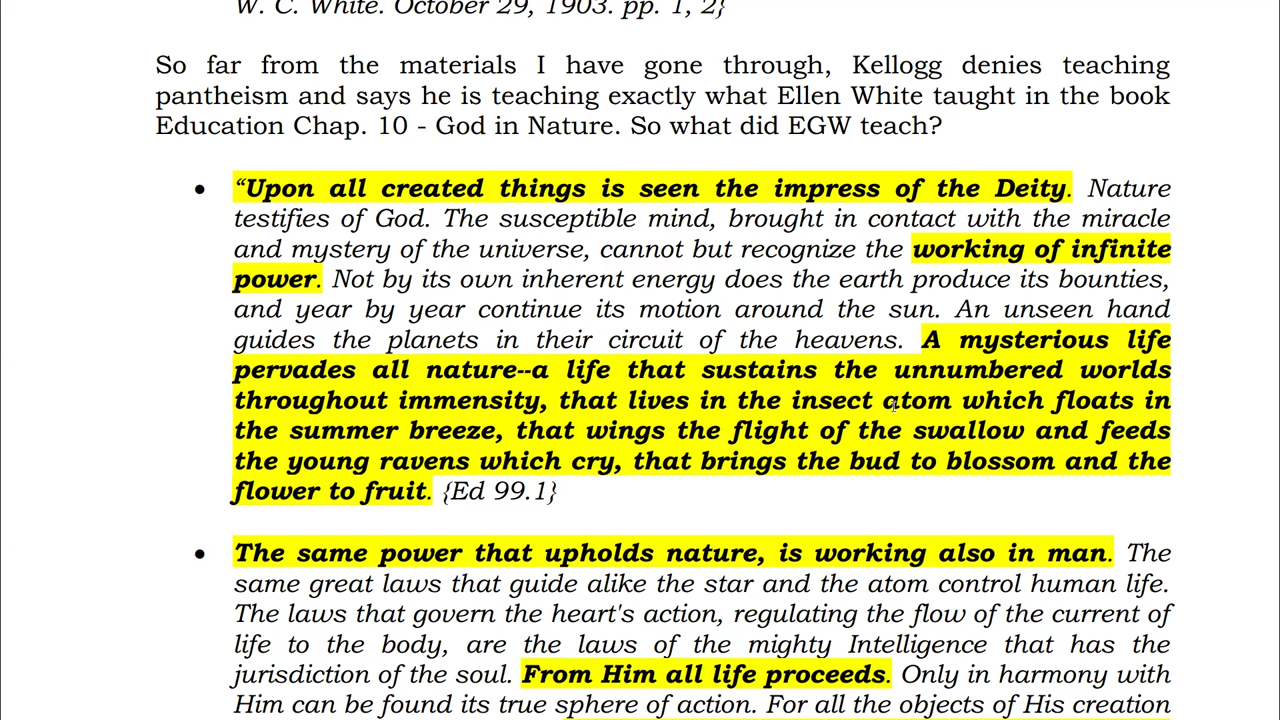 W. C. White. October 29, 1903. pp. 1, 2}
So far from the materials I have gone through, Kellogg denies teaching
pantheism and says he is teaching exactly what Ellen White taught in the book
Education Chap. 10 - God in Nature. So what did EGW teach?
• “Upon all created things is seen the impress of the Deity. Nature
testifies of God. The susceptible mind, brought in contact with the miracle
and mystery of the universe, cannot but recognize the working of infinite
power. Not by its own inherent energy does the earth produce its bounties,
and year by year continue its motion around the sun. An unseen hand
guides the planets in their circuit of the heavens. A mysterious life
pervades all nature--a life that sustains the unnumbered worlds
throughout immensity, that lives in the insect atom which floats in
the summer breeze, that wings the flight of the swallow and feeds
the young ravens which cry, that brings the bud to blossom and the
flower to fruit. {Ed 99.1}
• The same power that upholds nature, is working also in man. The
same great laws that guide alike the star and the atom control human life.
The laws that govern the heart's action, regulating the flow of the current of
life to the body, are the laws of the mighty Intelligence that has the
jurisdiction of the soul. From Him all life proceeds. Only in harmony with
Him can be found its true sphere of action. For all the objects of His creation